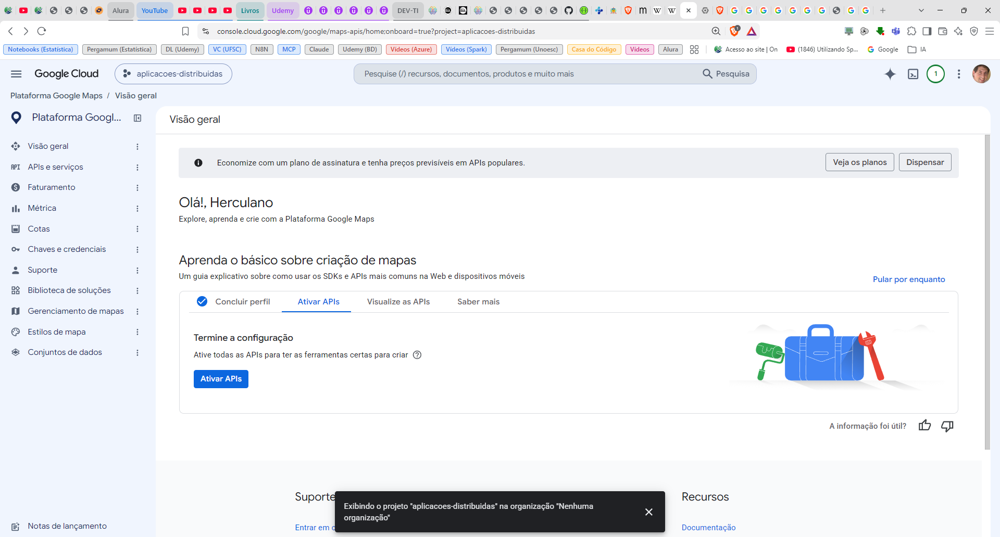 Alura
YouTube
Livros
Udemy
DEV-TI
console.cloud.google.com/google/maps-apis/home;onboard=true?project=aplicacoes-distribuidas
1
Notebooks (Estatística)
Pergamum (Estatística)
DL (Udemy)
VC (UFSC)
N8N
MCP
Claude
Udemy (BD)
Vídeos (Azure)
Vídeos (Spark)
Pergamum (Unoesc)
Casa do Código
Vídeos
Alura
Acesso ao site | On
(1846) Utilizando Sp...
Google
IA
Google Cloud
aplicacoes-distribuidas
Pesquise (/) recursos, documentos, produtos e muito mais
Pesquisa
1
Plataforma Google Maps / Visão geral
Plataforma Googl...
Visão geral
API APIs e serviços
Faturamento
Métrica
Cotas
Chaves e credenciais
Suporte
Biblioteca de soluções
Gerenciamento de mapas
Estilos de mapa
Conjuntos de dados
Notas de lançamento
Visão geral
Economize com um plano de assinatura e tenha preços previsíveis em APIs populares.
Veja os planos
Dispensar
Olá!, Herculano
Explore, aprenda e crie com a Plataforma Google Maps
Aprenda o básico sobre criação de mapas
Um guia explicativo sobre como usar os SDKs e APIs mais comuns na Web e dispositivos móveis
Pular por enquanto
Concluir perfil
Ativar APIs
Visualize as APIs
Saber mais
Termine a configuração
Ative todas as APIs para ter as ferramentas certas para criar
Ativar APIs
A informação foi útil?
Suporte
Entrar em c
Recursos
Documentação
Exibindo o projeto "aplicacoes-distribuidas" na organização "Nenhuma
organização"